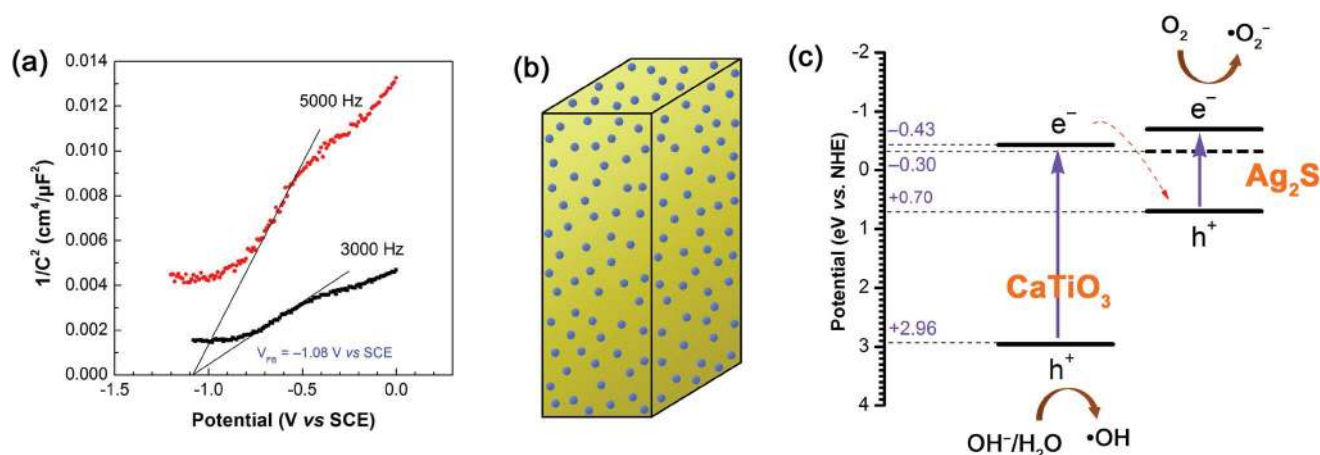 (a)
0.014
0.012
0.010
0.008
0.006
0.004
0.002
0.000
1/C² (cm⁴/μF²)
5000 Hz
3000 Hz
V_FB = −1.08 V vs SCE
-1.5
-1.0
-0.5
0.0
Potential (V vs SCE)
(b)
(c)
Potential (eV vs. NHE)
-2
-1
0
1
2
3
4
−0.43
−0.30
+0.70
+2.96
O₂
•O₂⁻
e⁻
e⁻
Ag₂S
h⁺
CaTiO₃
h⁺
OH⁻/H₂O
•OH